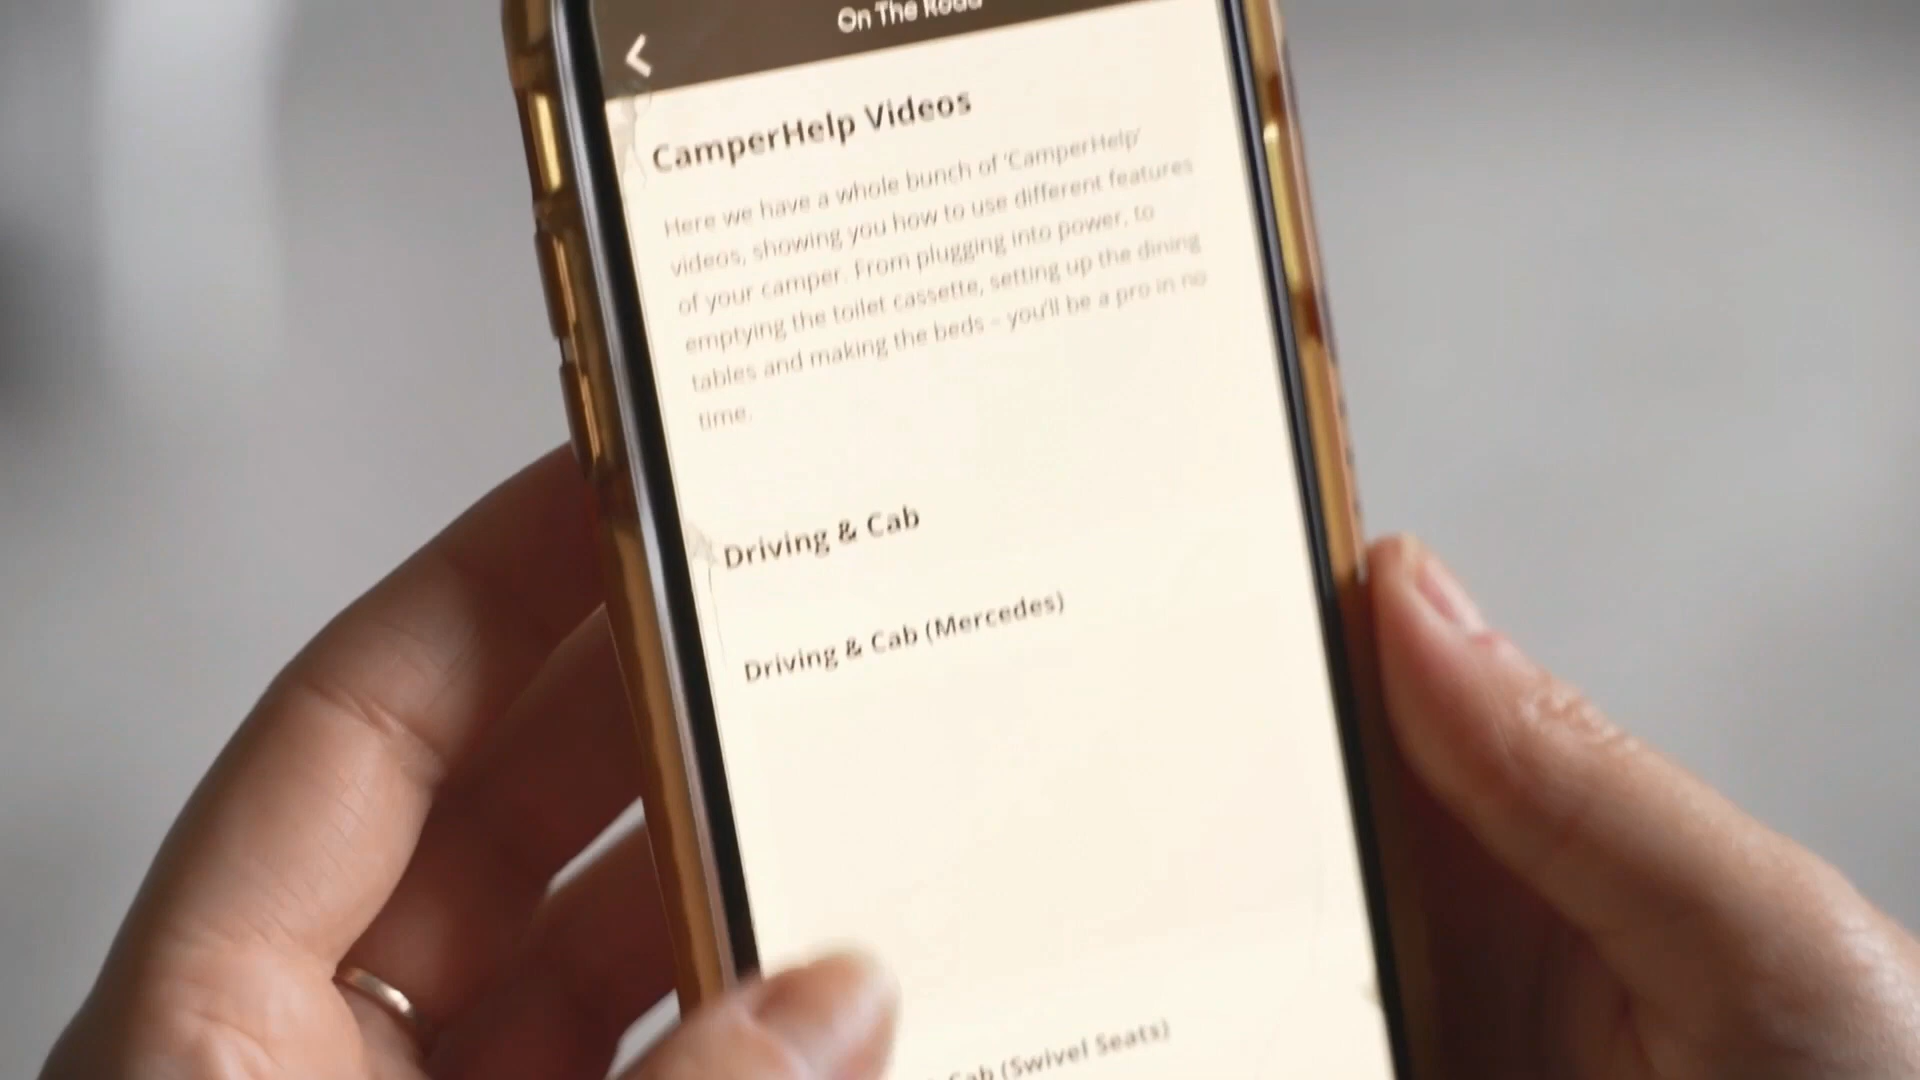 On The Road
CamperHelp Videos
Here we have a whole bunch of 'CamperHelp'
videos, showing you how to use different features
of your camper. From plugging into power, to
emptying the toilet cassette, setting up the dining
tables and making the beds – you'll be a pro in no
time.
Driving & Cab
Driving & Cab (Mercedes)
Cab (Swivel Seats)